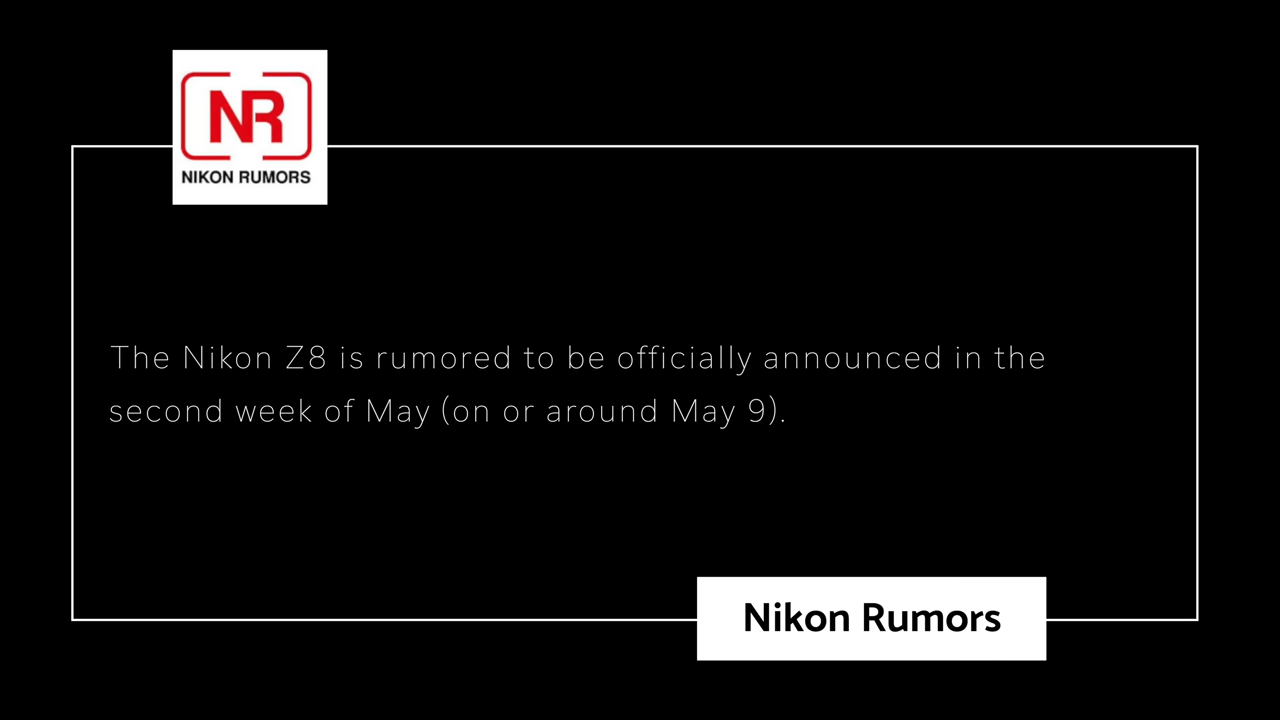 NR
NIKON RUMORS
The Nikon Z8 is rumored to be officially announced in the
second week of May (on or around May 9).
Nikon Rumors